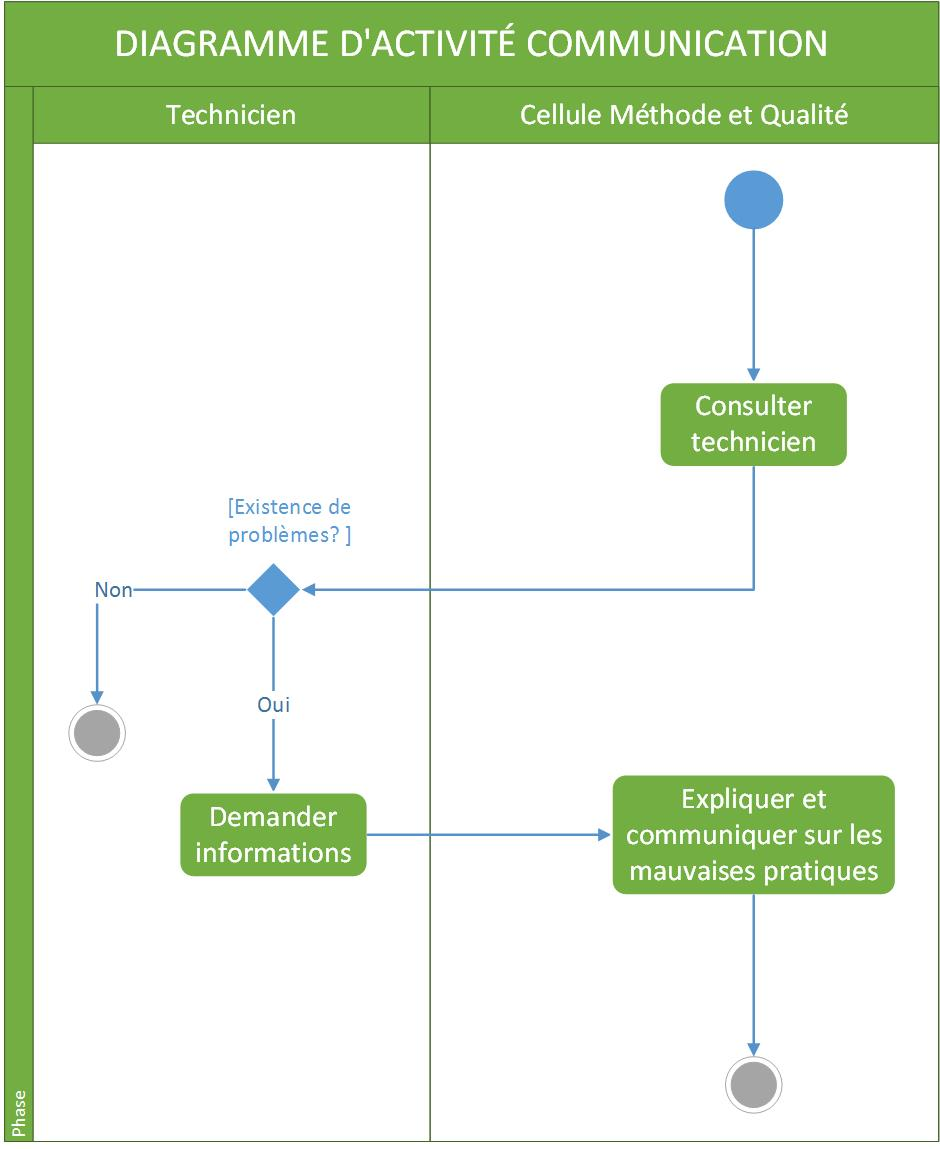 DIAGRAMME D'ACTIVITÉ COMMUNICATION
Technicien
Cellule Méthode et Qualité
Consulter
technicien
[Existence de
problèmes? ]
Non
Oui
Demander
informations
Expliquer et
communiquer sur les
mauvaises pratiques
Phase